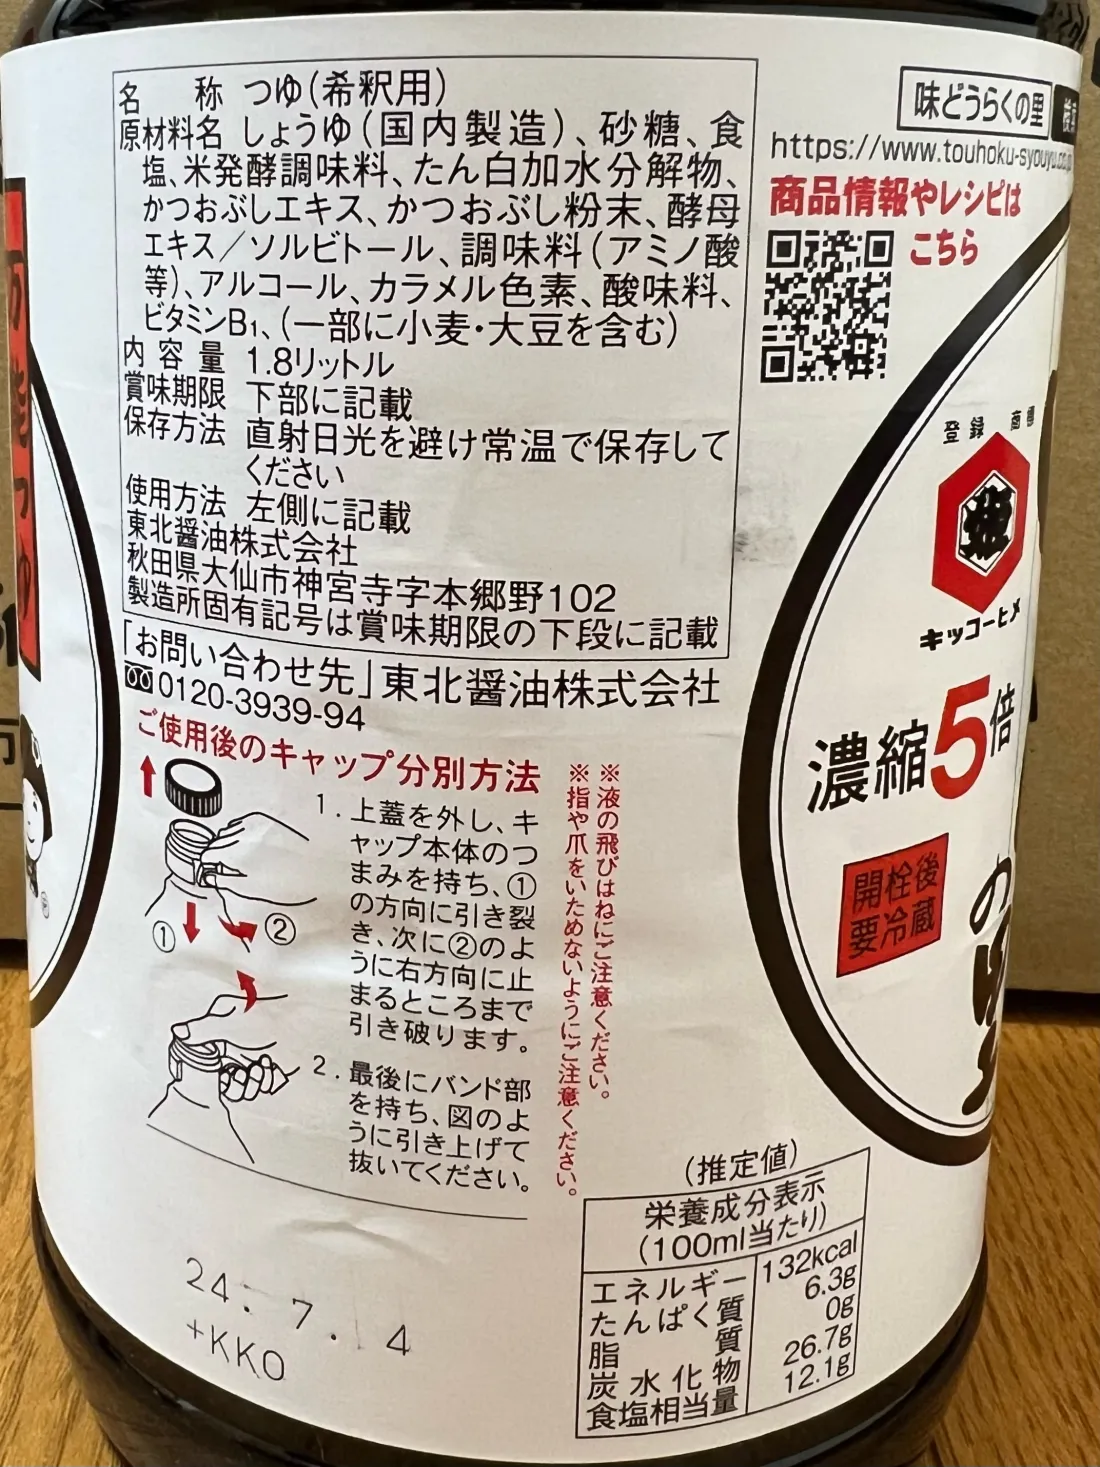 名 称 つゆ(希釈用)
原材料名 しょうゆ(国内製造)、砂糖、食
塩、米発酵調味料、たん白加水分解物、
かつおぶしエキス、かつおぶし粉末、酵母
エキス／ソルビトール、調味料(アミノ酸
等)、アルコール、カラメル色素、酸味料、
ビタミンB₁、(一部に小麦・大豆を含む)
内容量 1.8リットル
賞味期限 下部に記載
保存方法 直射日光を避け常温で保存して
ください
使用方法 左側に記載
東北醤油株式会社
秋田県大仙市神宮寺字本郷野102
製造所固有記号は賞味期限の下段に記載
「お問い合わせ先」東北醤油株式会社
0120-3939-94
ご使用後のキャップ分別方法
1. 上蓋を外し、キ
ャップ本体のつ
まみを持ち、①
の方向に引き裂
き、次に②のよ
うに右方向に止
まるところまで
引き破ります。
2. 最後にバンド部
を持ち、図のよ
うに引き上げて
抜いてください。
① ②
※液の飛びはねにご注意ください。
※指や爪をいためないようにご注意ください。
24. 7. 4
+KKO
味どうらくの里
https://www.touhoku-syouyu.co.jp
商品情報やレシピは
こちら
登録 商標
キッコーヒメ
濃縮5倍
開栓後
要冷蔵
の里
(推定値)
栄養成分表示
(100ml当たり)
エネルギー 132kcal
たんぱく質 6.3g
脂質 0g
炭水化物 26.7g
食塩相当量 12.1g